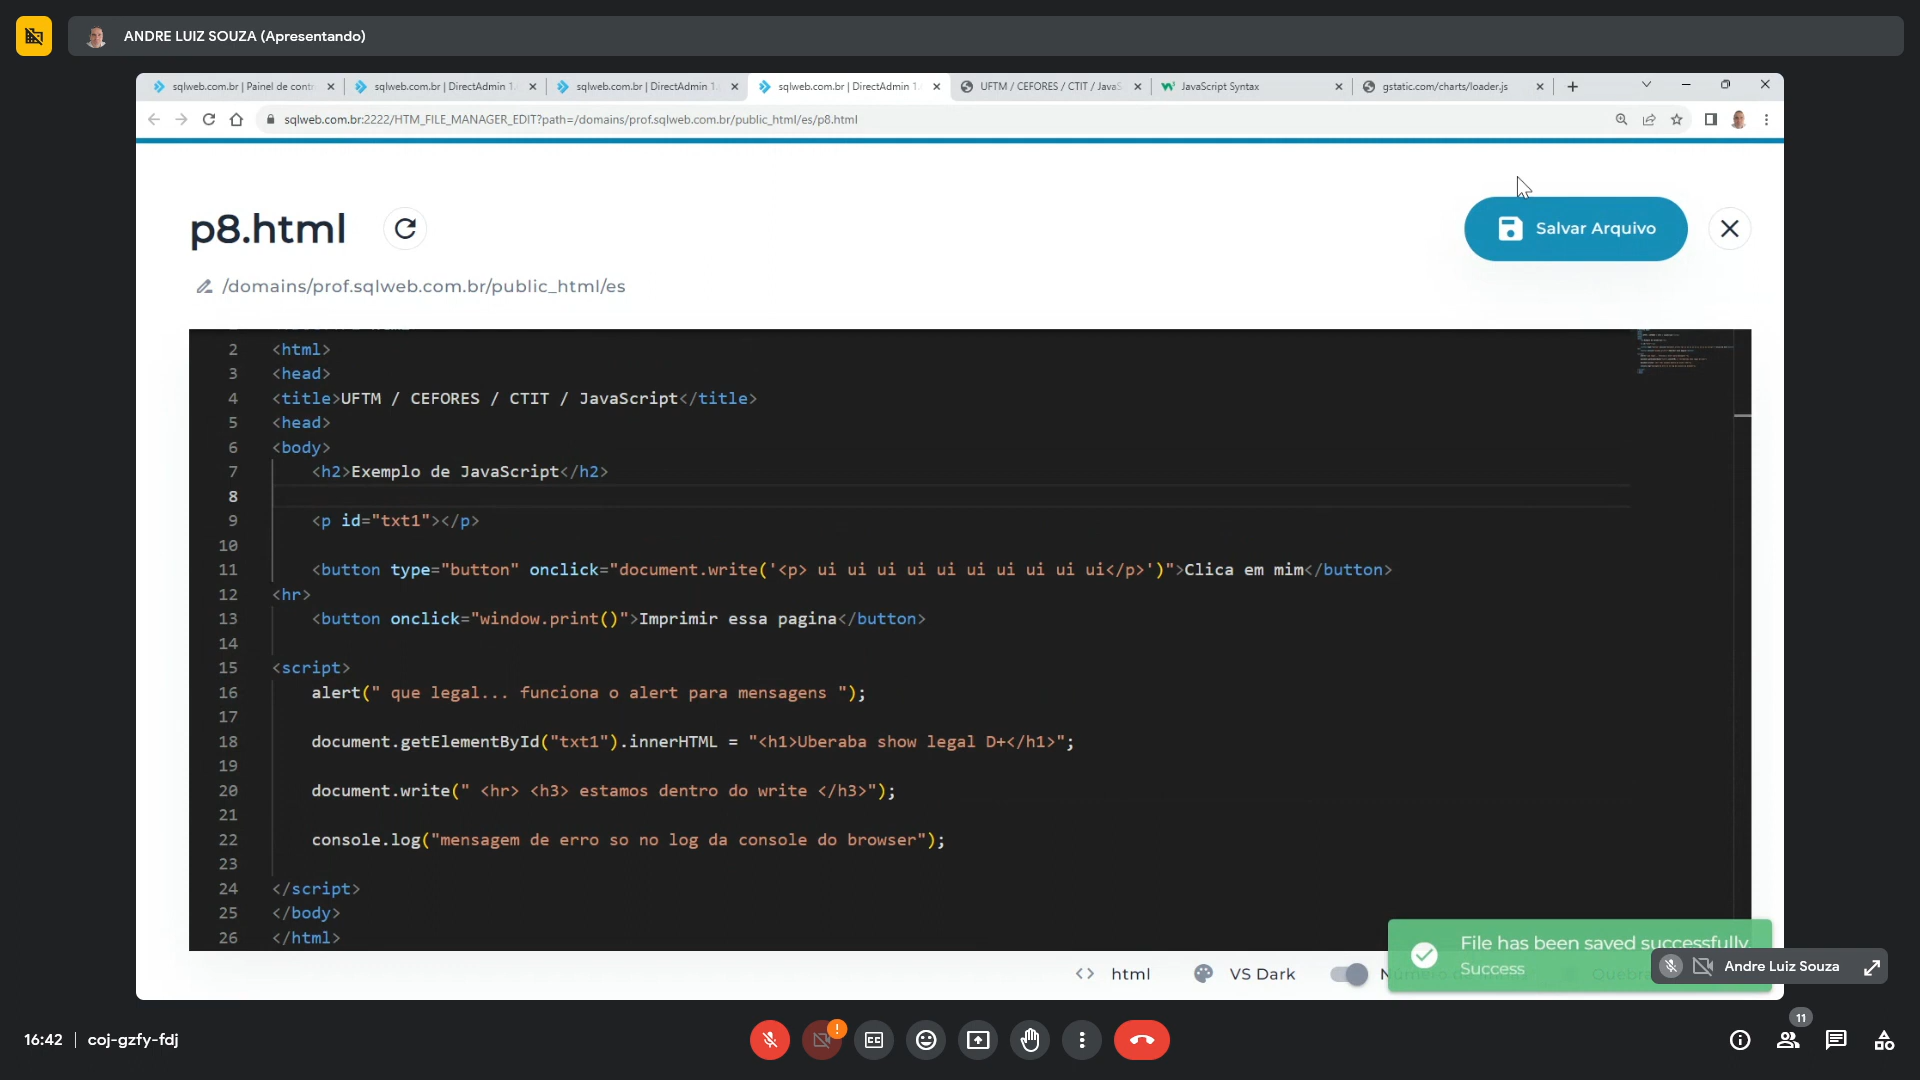 ANDRE LUIZ SOUZA (Apresentando)
sqlweb.com.br | Painel de cont
sqlweb.com.br | DirectAdmin 1.
sqlweb.com.br | DirectAdmin 1.
sqlweb.com.br | DirectAdmin 1.
UFTM / CEFORES / CTIT / JavaS
JavaScript Syntax
gstatic.com/charts/loader.js
sqlweb.com.br:2222/HTM_FILE_MANAGER_EDIT?path=/domains/prof.sqlweb.com.br/public_html/es/p8.html
p8.html
Salvar Arquivo
/domains/prof.sqlweb.com.br/public_html/es
2 <html>
3 <head>
4 <title>UFTM / CEFORES / CTIT / JavaScript</title>
5 <head>
6 <body>
7 <h2>Exemplo de JavaScript</h2>
8
9 <p id="txt1"></p>
10
11 <button type="button" onclick="document.write('<p> ui ui ui ui ui ui ui ui ui ui</p>')">Clica em mim</button>
12 <hr>
13 <button onclick="window.print()">Imprimir essa pagina</button>
14
15 <script>
16 alert(" que legal... funciona o alert para mensagens ");
17
18 document.getElementById("txt1").innerHTML = "<h1>Uberaba show legal D+</h1>";
19
20 document.write(" <hr> <h3> estamos dentro do write </h3>");
21
22 console.log("mensagem de erro so no log da console do browser");
23
24 </script>
25 </body>
26 </html>
File has been saved successfully
Success
<> html
VS Dark
Andre Luiz Souza
16:42
coj-gzfy-fdj
11